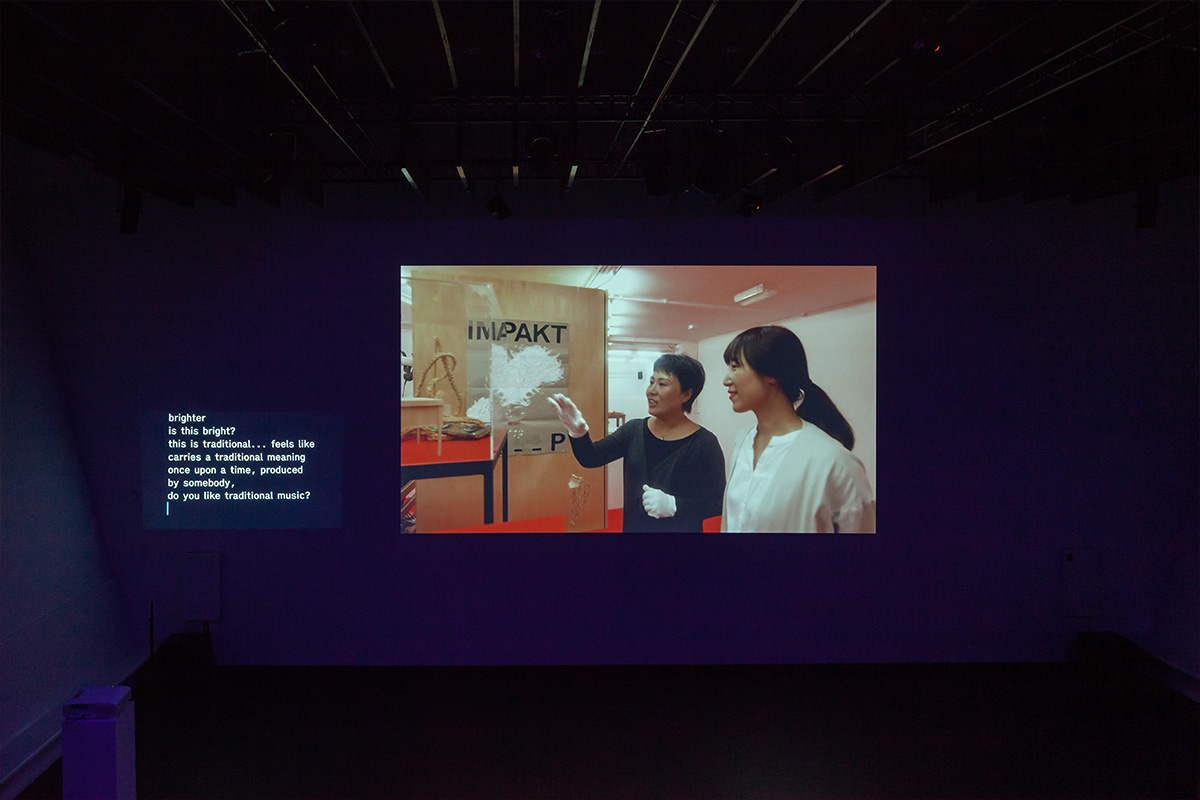 brighter
is this bright?
this is traditional... feels like
carries a traditional meaning
once upon a time, produced
by somebody,
do you like traditional music?
IMPAKT
_ _ P